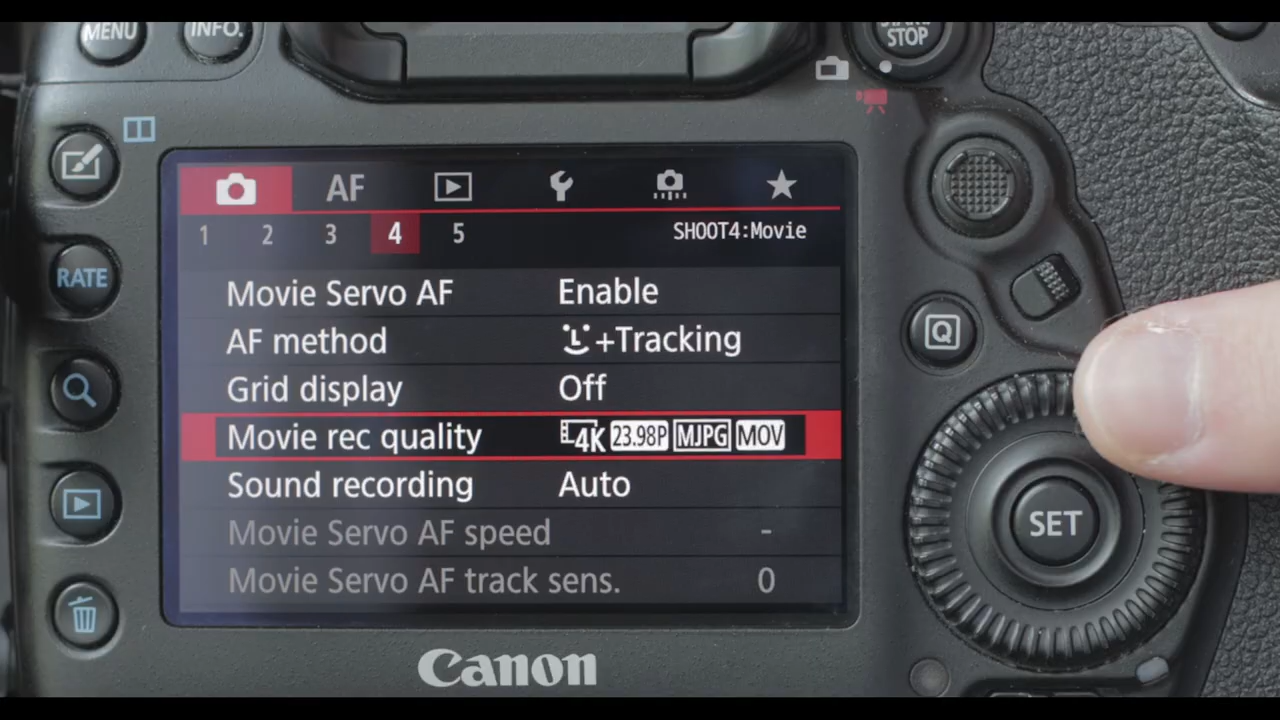 MENU INFO.
START/
STOP
RATE
AF
1 2 3 4 5 SHOOT4:Movie
Movie Servo AF Enable
AF method +Tracking
Grid display Off
Movie rec quality 4K 23.98P MJPG MOV
Sound recording Auto
Movie Servo AF speed -
Movie Servo AF track sens. 0
Q
SET
Canon